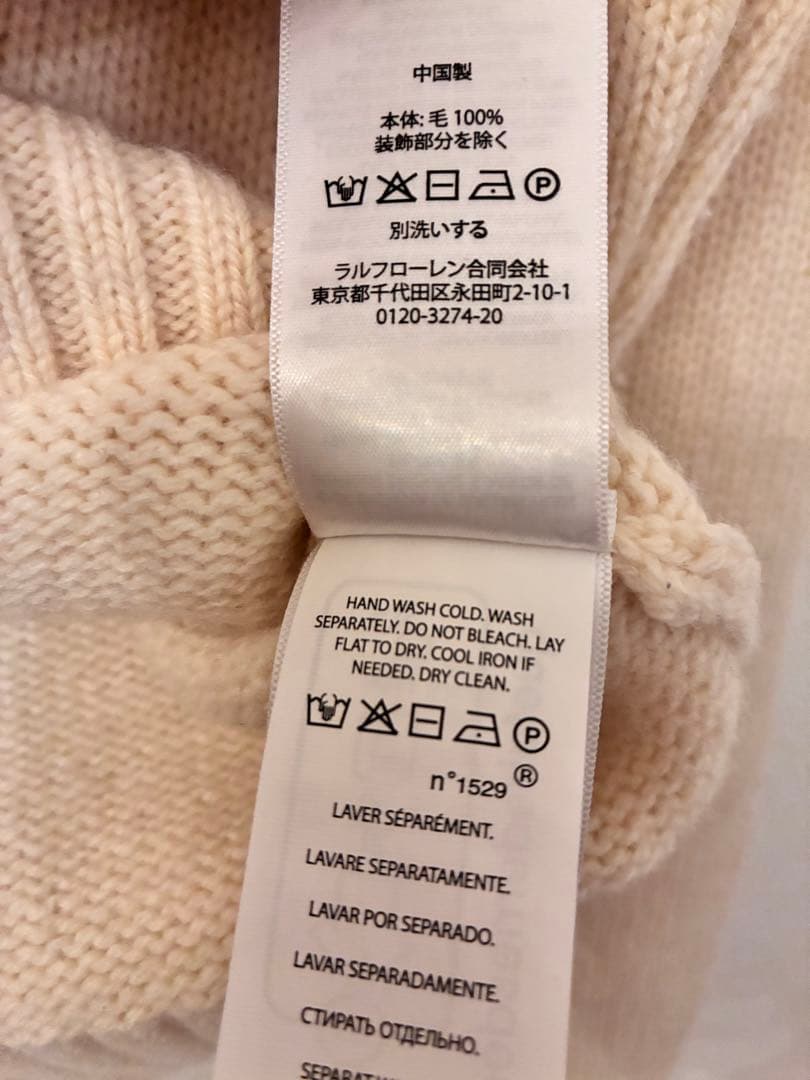 中国製
本体: 毛 100%
装飾部分を除く
P
別洗いする
ラルフローレン合同会社
東京都千代田区永田町2-10-1
0120-3274-20
HAND WASH COLD. WASH
SEPARATELY. DO NOT BLEACH. LAY
FLAT TO DRY. COOL IRON IF
NEEDED. DRY CLEAN.
P
n°1529 ®
LAVER SÉPARÉMENT.
LAVARE SEPARATAMENTE.
LAVAR POR SEPARADO.
LAVAR SEPARADAMENTE.
СТИРАТЬ ОТДЕЛЬНО.